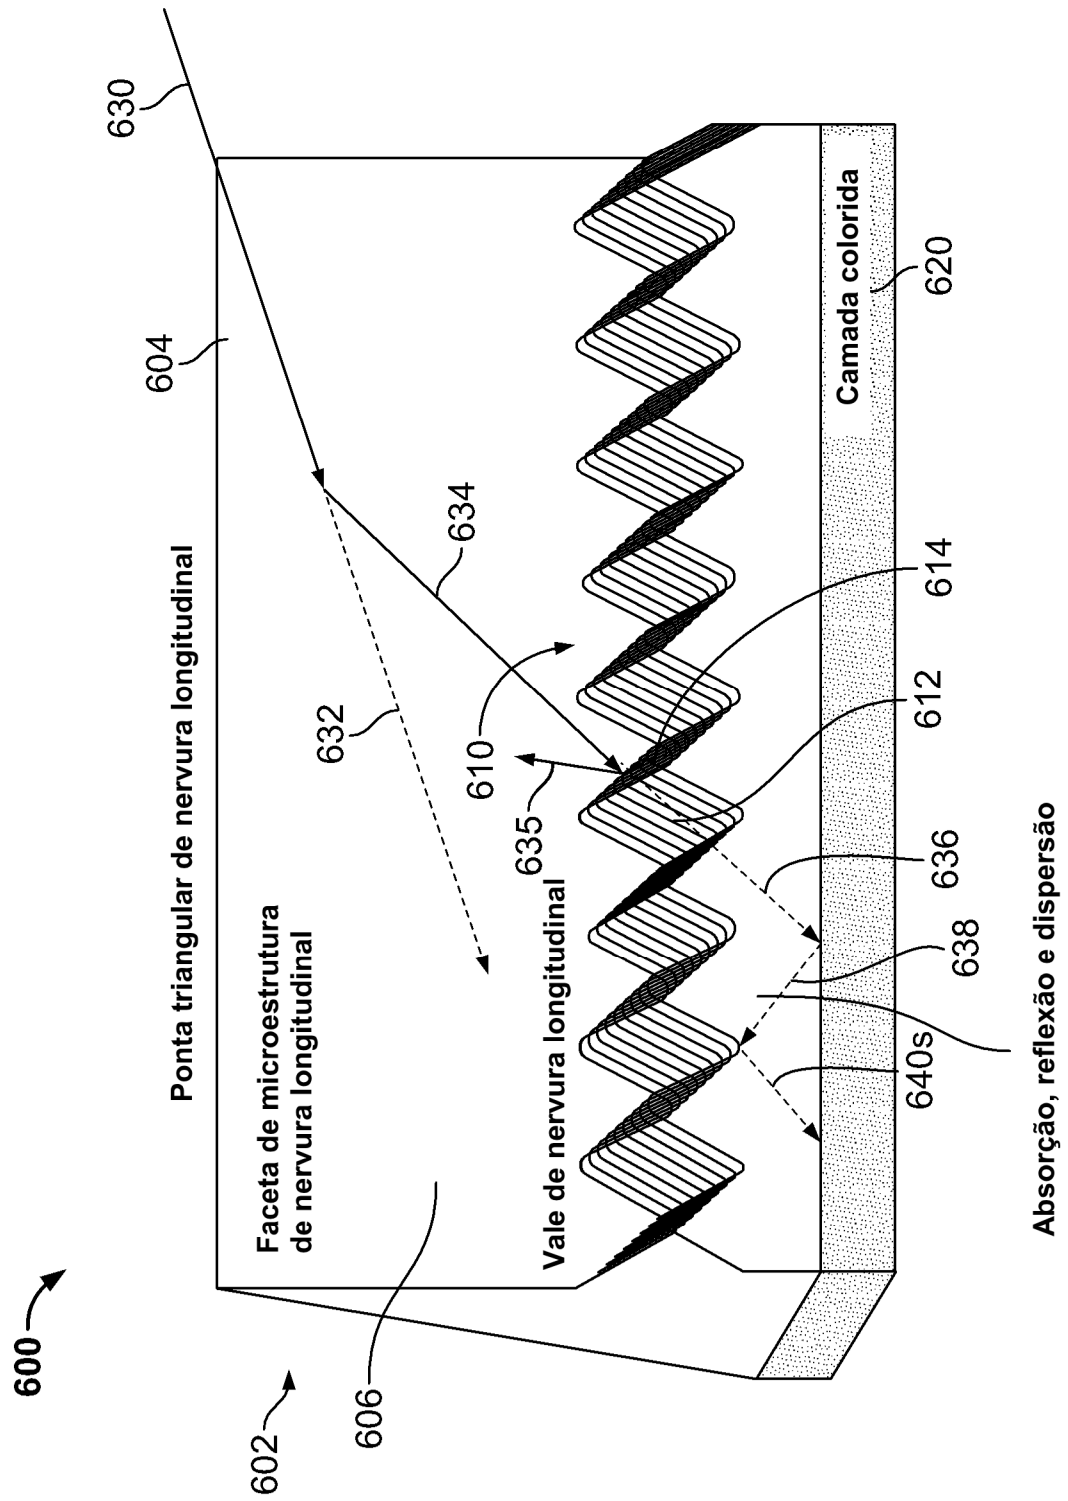 600
602
606
Ponta triangular de nervura longitudinal
604
630
Faceta de microestrutura
de nervura longitudinal
632
634
610
635
Vale de nervura longitudinal
Camada colorida
620
614
612
636
638
640s
Absorção, reflexão e dispersão